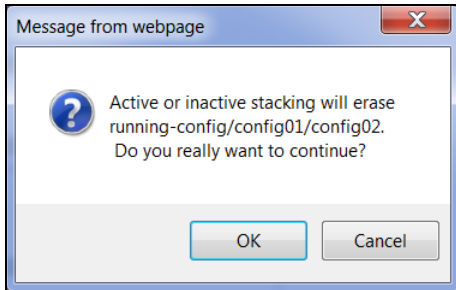 Message from webpage
X
Active or inactive stacking will erase
running-config/config01/config02.
Do you really want to continue?
OK
Cancel